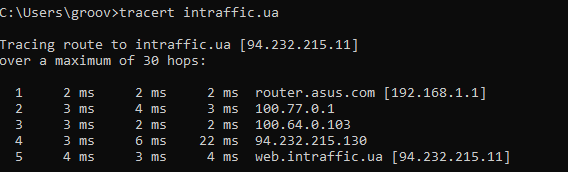 C:\Users\groov>tracert intraffic.ua
Tracing route to intraffic.ua [94.232.215.11]
over a maximum of 30 hops:
1 2 ms 2 ms 2 ms router.asus.com [192.168.1.1]
2 3 ms 4 ms 3 ms 100.77.0.1
3 3 ms 2 ms 2 ms 100.64.0.103
4 3 ms 6 ms 22 ms 94.232.215.130
5 4 ms 3 ms 4 ms web.intraffic.ua [94.232.215.11]